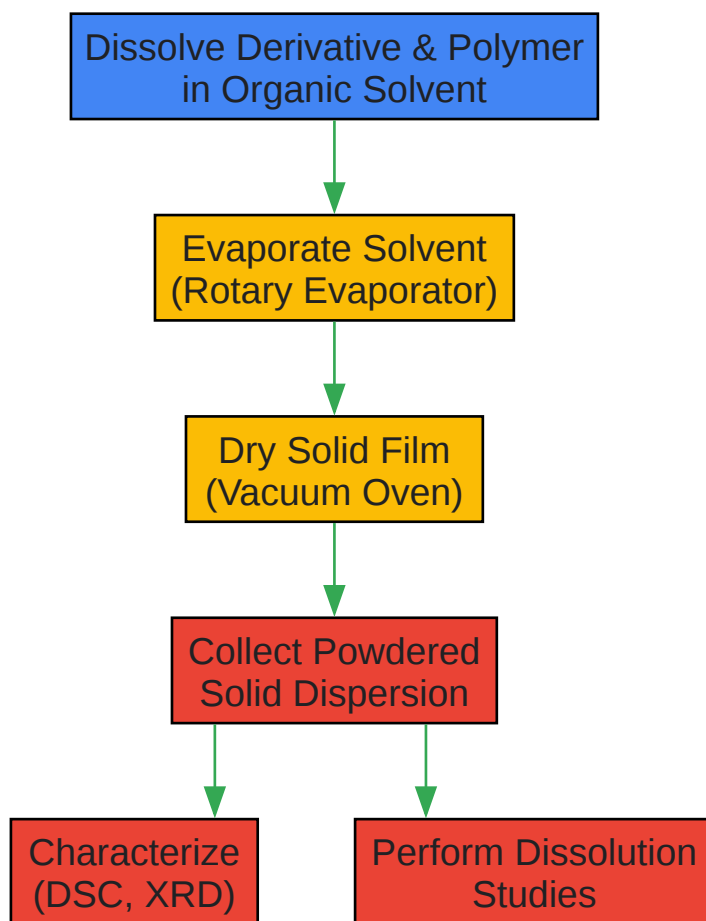 Dissolve Derivative & Polymer
in Organic Solvent
Evaporate Solvent
(Rotary Evaporator)
Dry Solid Film
(Vacuum Oven)
Collect Powdered
Solid Dispersion
Characterize
(DSC, XRD)
Perform Dissolution
Studies